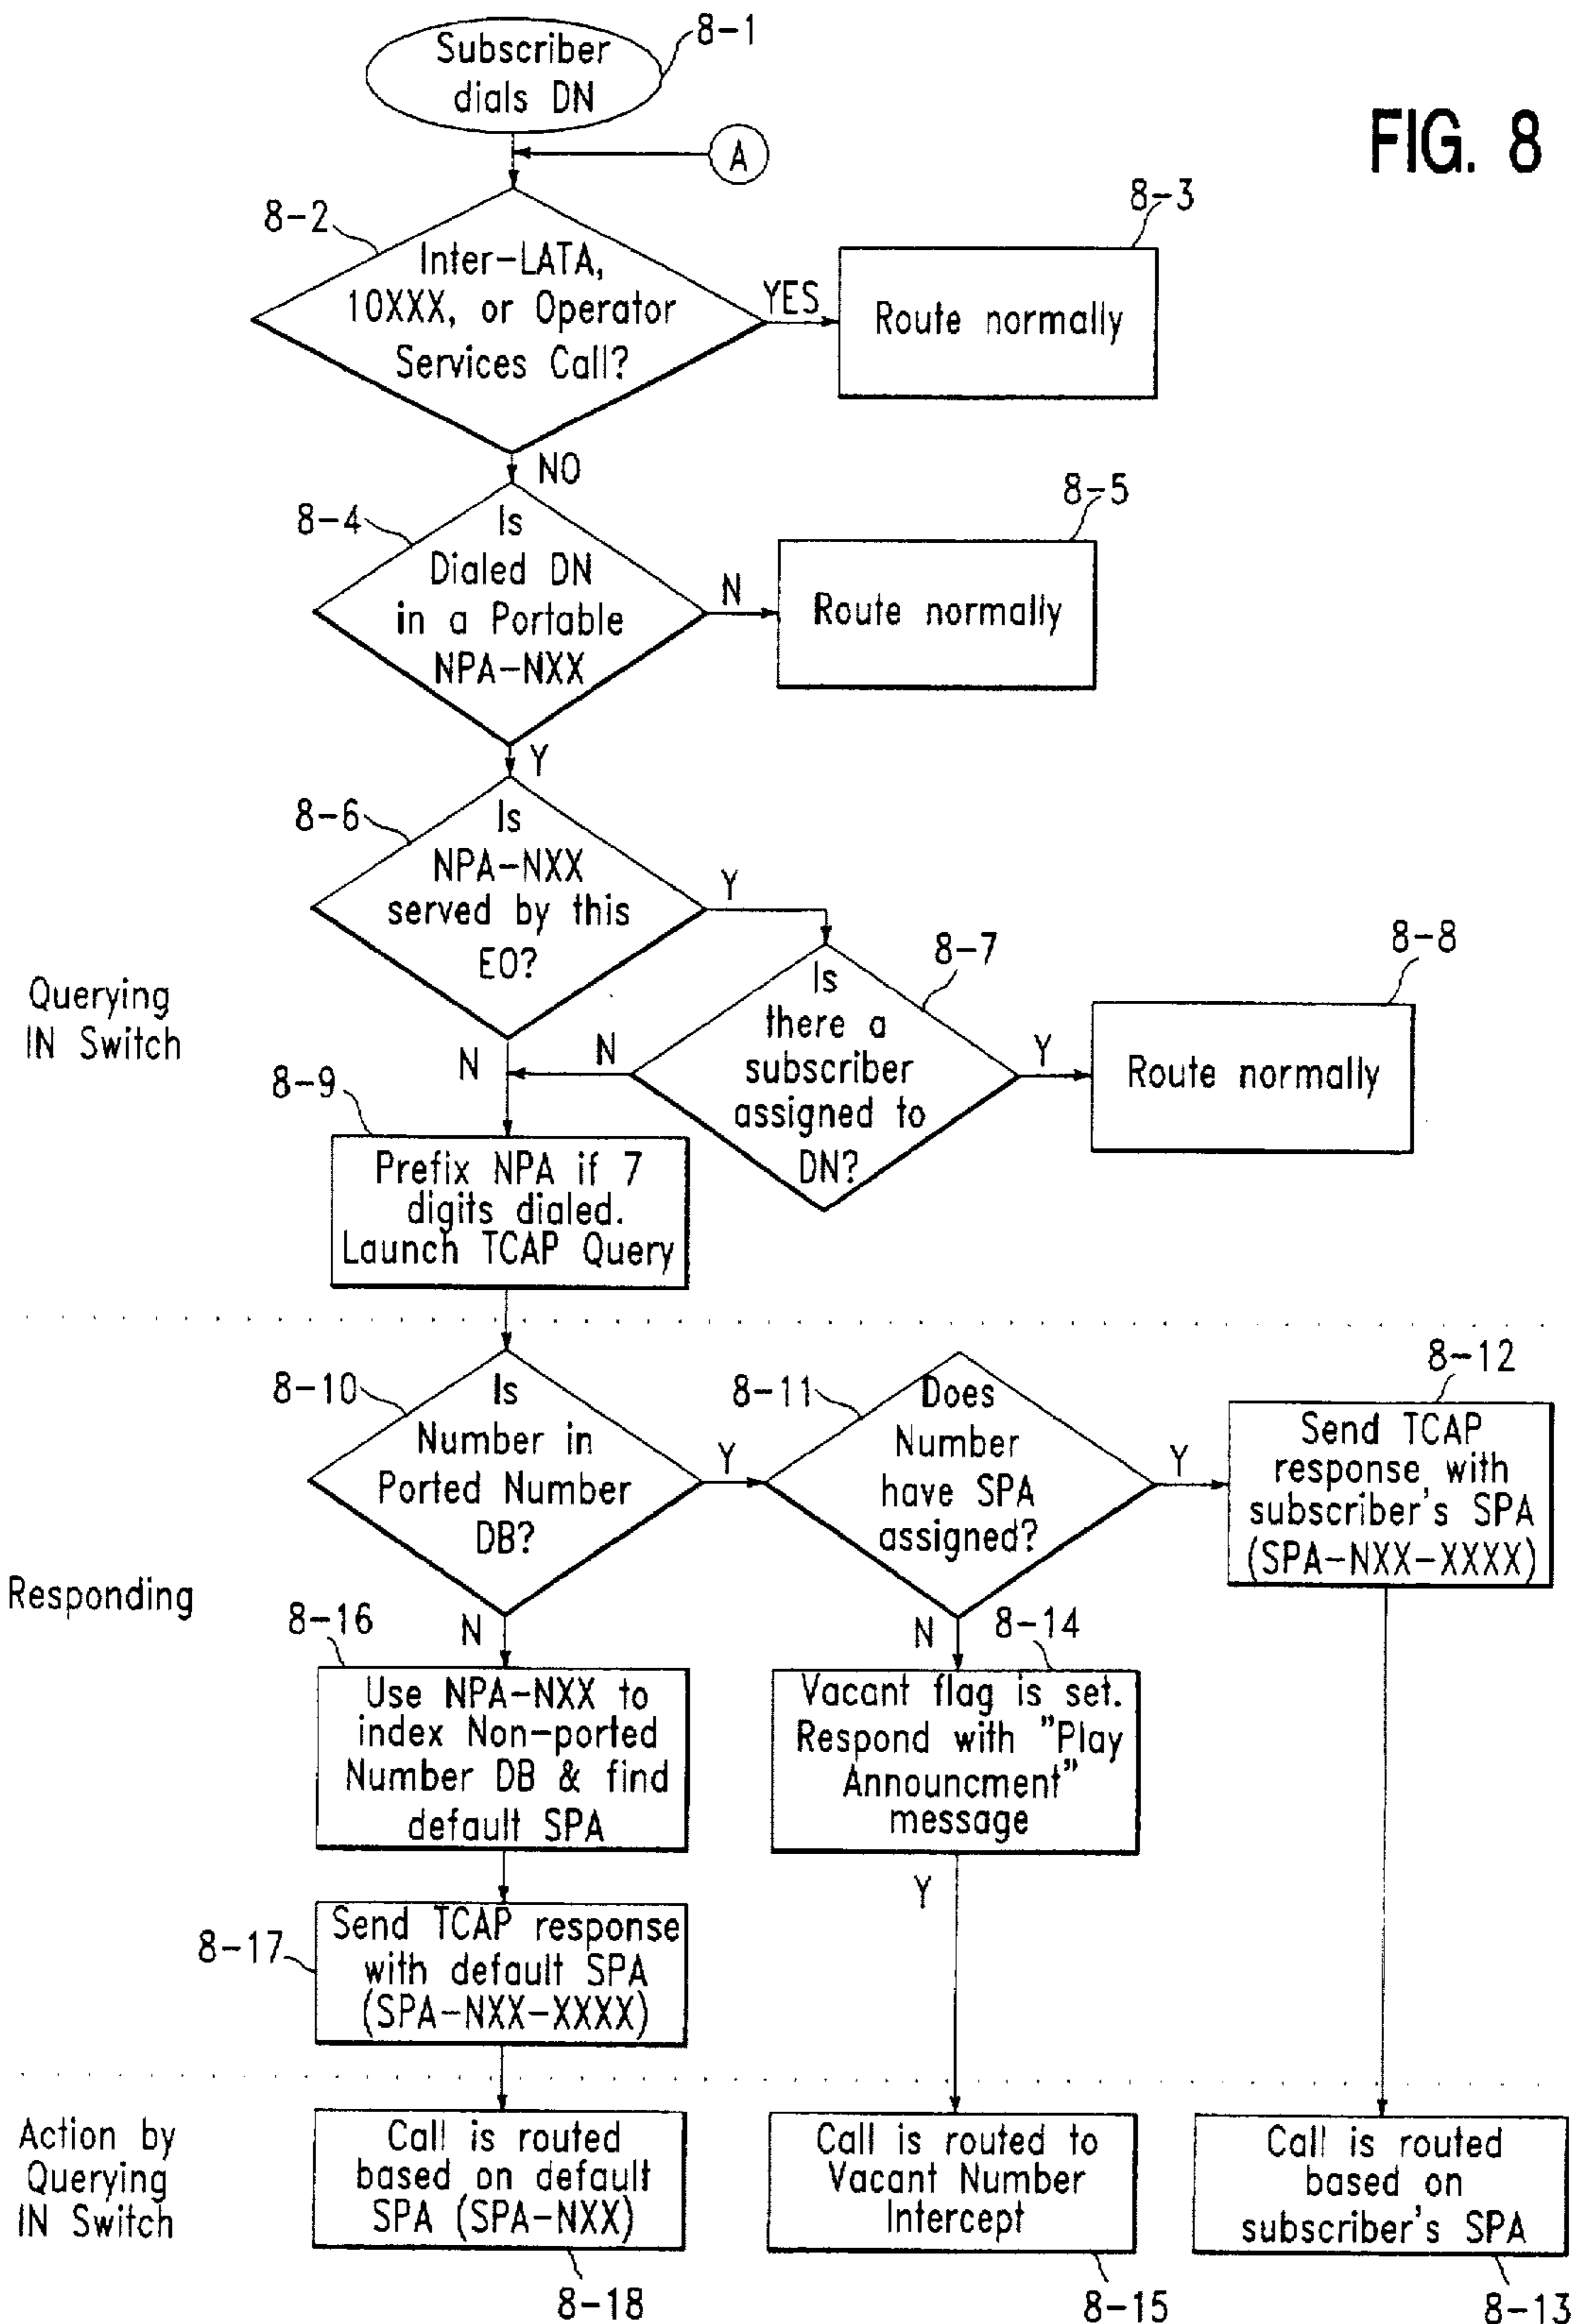 FIG. 8
Subscriber
dials DN
8-1
A
8-2
Inter-LATA,
10XXX, or Operator
Services Call?
YES
8-3
Route normally
NO
8-4
Is
Dialed DN
in a Portable
NPA-NXX
N
8-5
Route normally
Y
8-6
Is
NPA-NXX
served by this
EO?
Y
8-7
Is
there a
subscriber
assigned to
DN?
Y
8-8
Route normally
N
N
Querying
IN Switch
8-9
Prefix NPA if 7
digits dialed.
Launch TCAP Query
8-10
Is
Number in
Ported Number
DB?
Y
8-11
Does
Number
have SPA
assigned?
Y
8-12
Send TCAP
response with
subscriber's SPA
(SPA-NXX-XXXX)
Responding
N
8-16
Use NPA-NXX to
index Non-ported
Number DB & find
default SPA
N
8-14
Vacant flag is set.
Respond with "Play
Announcment"
message
Y
8-17
Send TCAP response
with default SPA
(SPA-NXX-XXXX)
Action by
Querying
IN Switch
Call is routed
based on default
SPA (SPA-NXX)
8-18
Call is routed to
Vacant Number
Intercept
8-15
Call is routed
based on
subscriber's SPA
8-13